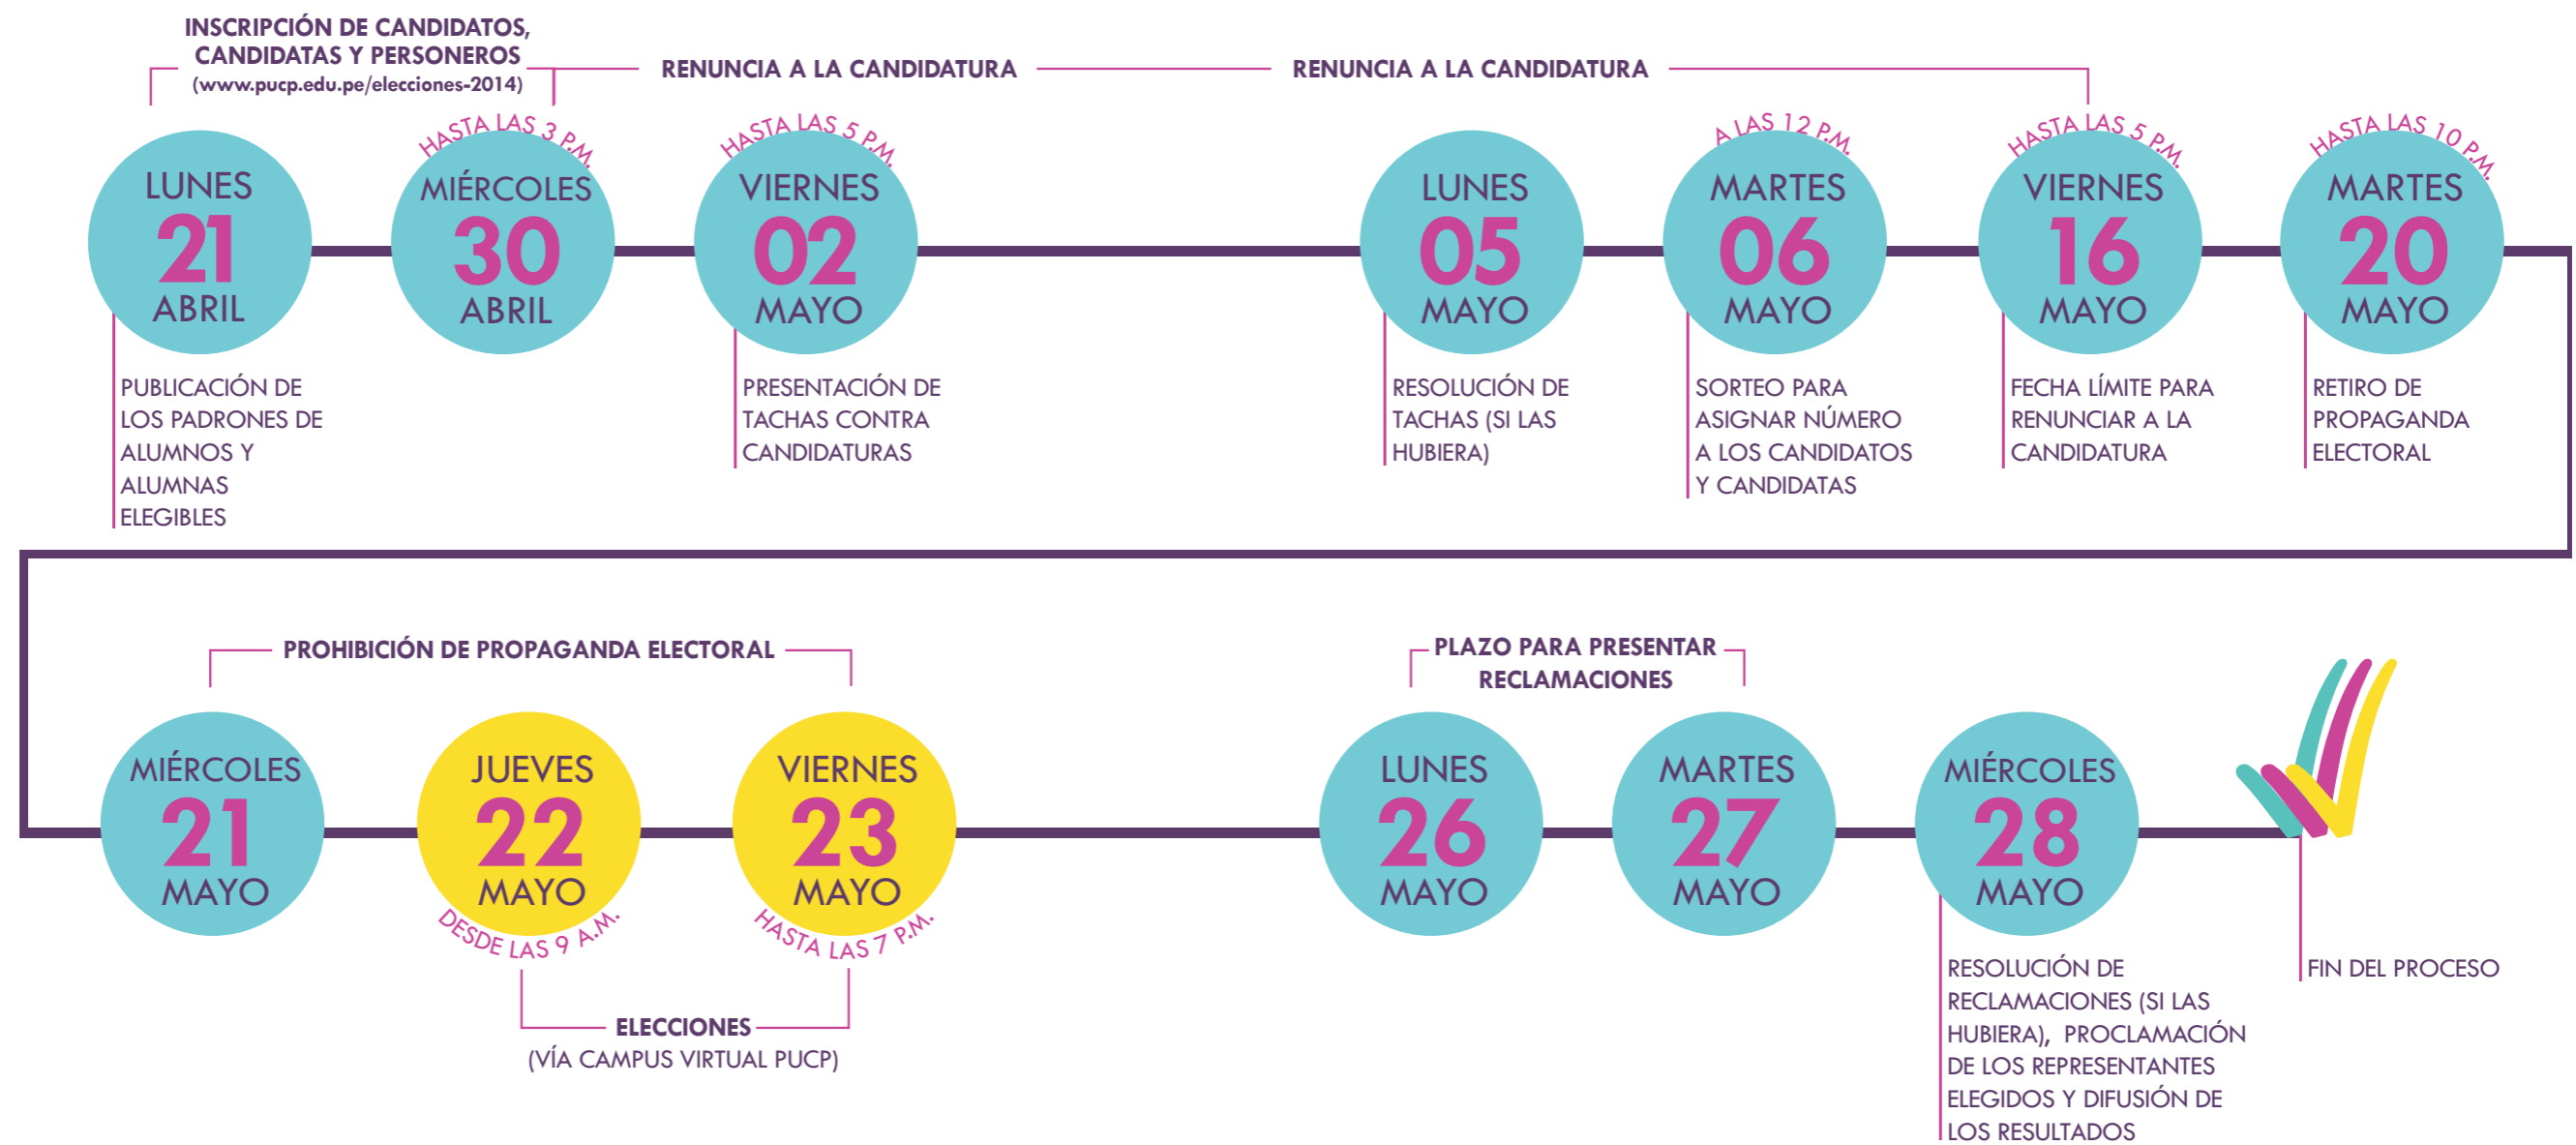 INSCRIPCIÓN DE CANDIDATOS,
CANDIDATAS Y PERSONEROS
(www.pucp.edu.pe/elecciones-2014)
RENUNCIA A LA CANDIDATURA
RENUNCIA A LA CANDIDATURA
LUNES
21
ABRIL
PUBLICACIÓN DE
LOS PADRONES DE
ALUMNOS Y
ALUMNAS
ELEGIBLES
HASTA LAS 3 P.M.
MIÉRCOLES
30
ABRIL
HASTA LAS 5 P.M.
VIERNES
02
MAYO
PRESENTACIÓN DE
TACHAS CONTRA
CANDIDATURAS
LUNES
05
MAYO
RESOLUCIÓN DE
TACHAS (SI LAS
HUBIERA)
A LAS 12 P.M.
MARTES
06
MAYO
SORTEO PARA
ASIGNAR NÚMERO
A LOS CANDIDATOS
Y CANDIDATAS
HASTA LAS 5 P.M.
VIERNES
16
MAYO
FECHA LÍMITE PARA
RENUNCIAR A LA
CANDIDATURA
HASTA LAS 10 P.M.
MARTES
20
MAYO
RETIRO DE
PROPAGANDA
ELECTORAL
PROHIBICIÓN DE PROPAGANDA ELECTORAL
MIÉRCOLES
21
MAYO
JUEVES
22
MAYO
DESDE LAS 9 A.M.
VIERNES
23
MAYO
HASTA LAS 7 P.M.
ELECCIONES
(VÍA CAMPUS VIRTUAL PUCP)
PLAZO PARA PRESENTAR
RECLAMACIONES
LUNES
26
MAYO
MARTES
27
MAYO
MIÉRCOLES
28
MAYO
RESOLUCIÓN DE
RECLAMACIONES (SI LAS
HUBIERA), PROCLAMACIÓN
DE LOS REPRESENTANTES
ELEGIDOS Y DIFUSIÓN DE
LOS RESULTADOS
FIN DEL PROCESO